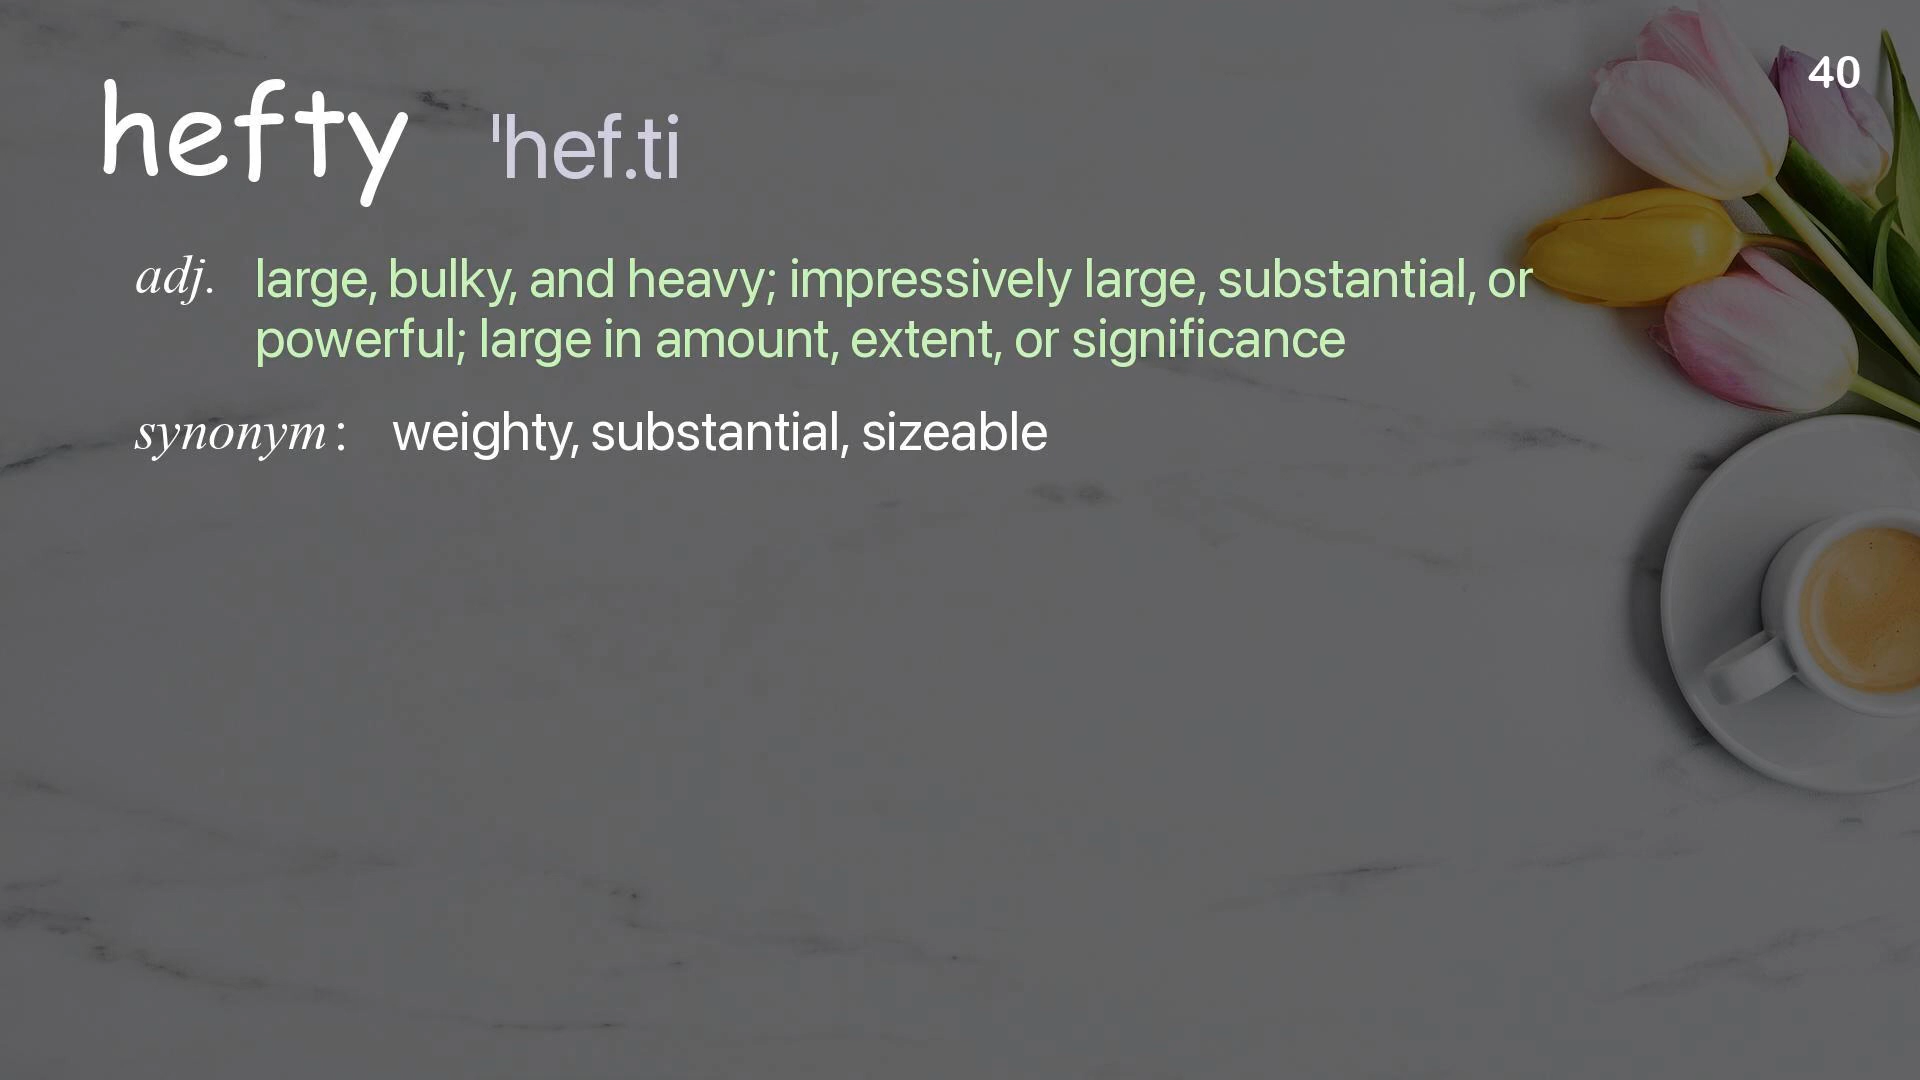 40
hefty ˈhef.ti
adj. large, bulky, and heavy; impressively large, substantial, or
powerful; large in amount, extent, or significance
synonym : weighty, substantial, sizeable